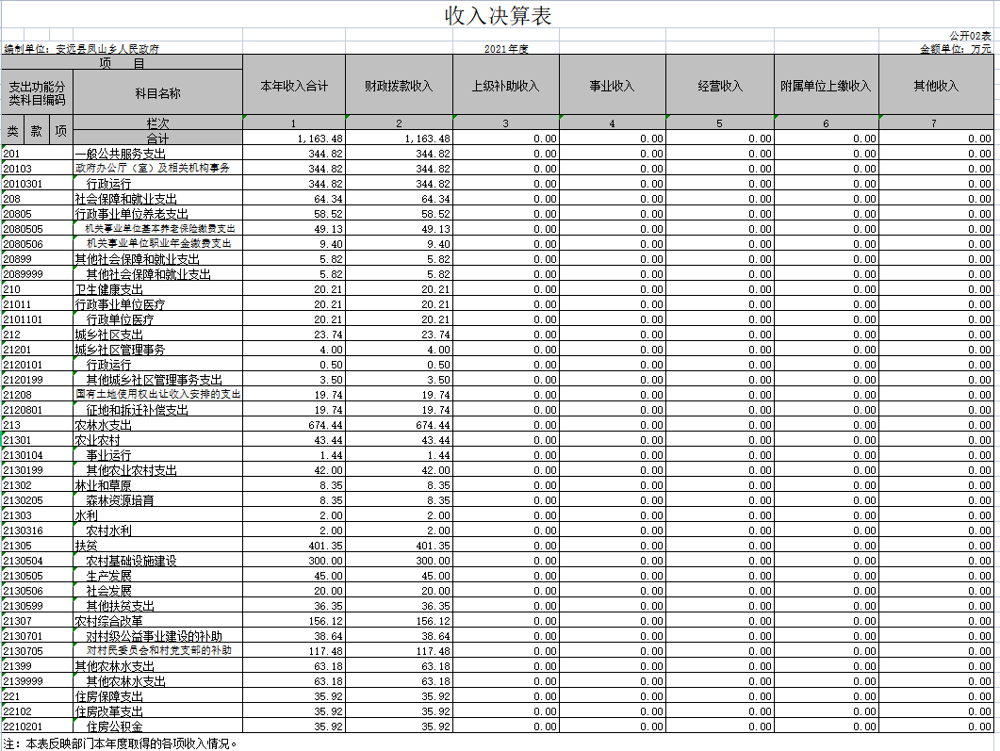 收入决算表
公开02表
编制单位：安远县凤山乡人民政府 2021年度 金额单位：万元
项 目 本年收入合计 财政拨款收入 上级补助收入 事业收入 经营收入 附属单位上缴收入 其他收入
支出功能分类科目编码 科目名称
类 款 项 栏次 1 2 3 4 5 6 7
合计 1,163.48 1,163.48 0.00 0.00 0.00 0.00 0.00
201 一般公共服务支出 344.82 344.82 0.00 0.00 0.00 0.00 0.00
20103 政府办公厅（室）及相关机构事务 344.82 344.82 0.00 0.00 0.00 0.00 0.00
2010301 行政运行 344.82 344.82 0.00 0.00 0.00 0.00 0.00
208 社会保障和就业支出 64.34 64.34 0.00 0.00 0.00 0.00 0.00
20805 行政事业单位养老支出 58.52 58.52 0.00 0.00 0.00 0.00 0.00
2080505 机关事业单位基本养老保险缴费支出 49.13 49.13 0.00 0.00 0.00 0.00 0.00
2080506 机关事业单位职业年金缴费支出 9.40 9.40 0.00 0.00 0.00 0.00 0.00
20899 其他社会保障和就业支出 5.82 5.82 0.00 0.00 0.00 0.00 0.00
2089999 其他社会保障和就业支出 5.82 5.82 0.00 0.00 0.00 0.00 0.00
210 卫生健康支出 20.21 20.21 0.00 0.00 0.00 0.00 0.00
21011 行政事业单位医疗 20.21 20.21 0.00 0.00 0.00 0.00 0.00
2101101 行政单位医疗 20.21 20.21 0.00 0.00 0.00 0.00 0.00
212 城乡社区支出 23.74 23.74 0.00 0.00 0.00 0.00 0.00
21201 城乡社区管理事务 4.00 4.00 0.00 0.00 0.00 0.00 0.00
2120101 行政运行 0.50 0.50 0.00 0.00 0.00 0.00 0.00
2120199 其他城乡社区管理事务支出 3.50 3.50 0.00 0.00 0.00 0.00 0.00
21208 国有土地使用权出让收入安排的支出 19.74 19.74 0.00 0.00 0.00 0.00 0.00
2120801 征地和拆迁补偿支出 19.74 19.74 0.00 0.00 0.00 0.00 0.00
213 农林水支出 674.44 674.44 0.00 0.00 0.00 0.00 0.00
21301 农业农村 43.44 43.44 0.00 0.00 0.00 0.00 0.00
2130104 事业运行 1.44 1.44 0.00 0.00 0.00 0.00 0.00
2130199 其他农业农村支出 42.00 42.00 0.00 0.00 0.00 0.00 0.00
21302 林业和草原 8.35 8.35 0.00 0.00 0.00 0.00 0.00
2130205 森林资源培育 8.35 8.35 0.00 0.00 0.00 0.00 0.00
21303 水利 2.00 2.00 0.00 0.00 0.00 0.00 0.00
2130316 农村水利 2.00 2.00 0.00 0.00 0.00 0.00 0.00
21305 扶贫 401.35 401.35 0.00 0.00 0.00 0.00 0.00
2130504 农村基础设施建设 300.00 300.00 0.00 0.00 0.00 0.00 0.00
2130505 生产发展 45.00 45.00 0.00 0.00 0.00 0.00 0.00
2130506 社会发展 20.00 20.00 0.00 0.00 0.00 0.00 0.00
2130599 其他扶贫支出 36.35 36.35 0.00 0.00 0.00 0.00 0.00
21307 农村综合改革 156.12 156.12 0.00 0.00 0.00 0.00 0.00
2130701 对村级公益事业建设的补助 38.64 38.64 0.00 0.00 0.00 0.00 0.00
2130705 对村民委员会和村党支部的补助 117.48 117.48 0.00 0.00 0.00 0.00 0.00
21399 其他农林水支出 63.18 63.18 0.00 0.00 0.00 0.00 0.00
2139999 其他农林水支出 63.18 63.18 0.00 0.00 0.00 0.00 0.00
221 住房保障支出 35.92 35.92 0.00 0.00 0.00 0.00 0.00
22102 住房改革支出 35.92 35.92 0.00 0.00 0.00 0.00 0.00
2210201 住房公积金 35.92 35.92 0.00 0.00 0.00 0.00 0.00
注：本表反映部门本年度取得的各项收入情况。